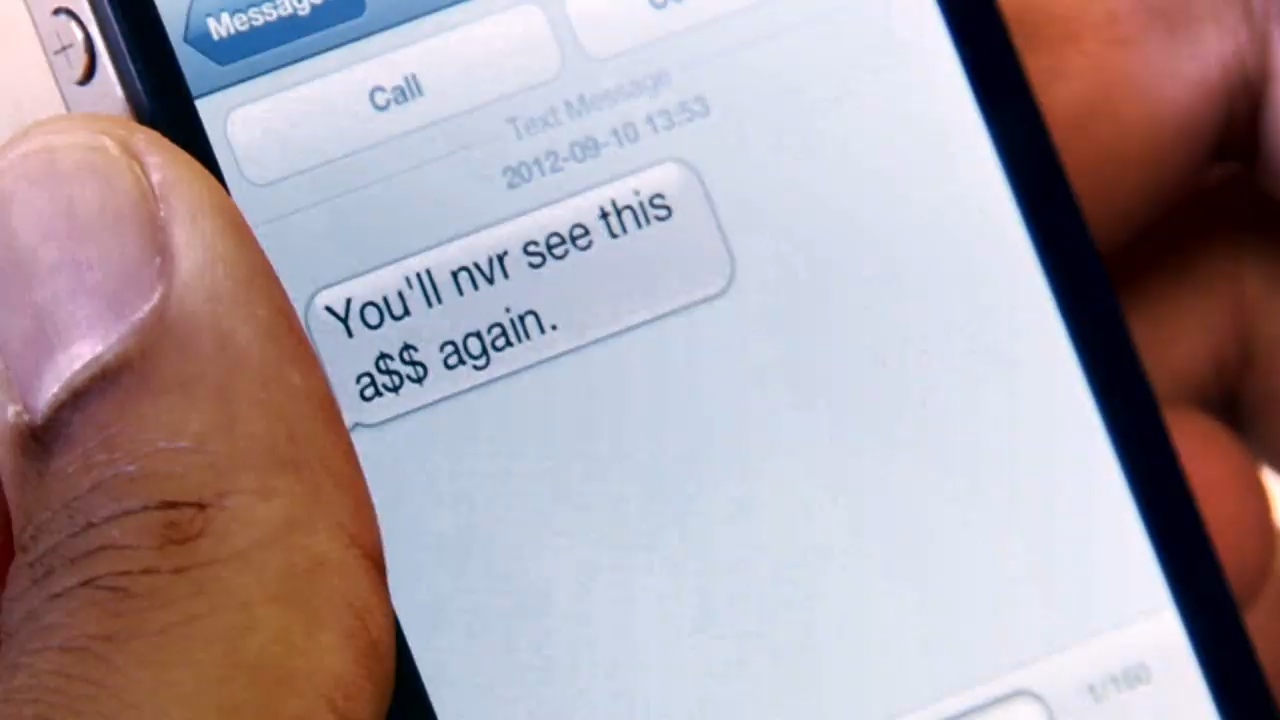 Message
Call
Text Message
2012-09-10 13:53
You'll nvr see this
a$$ again.
1/160